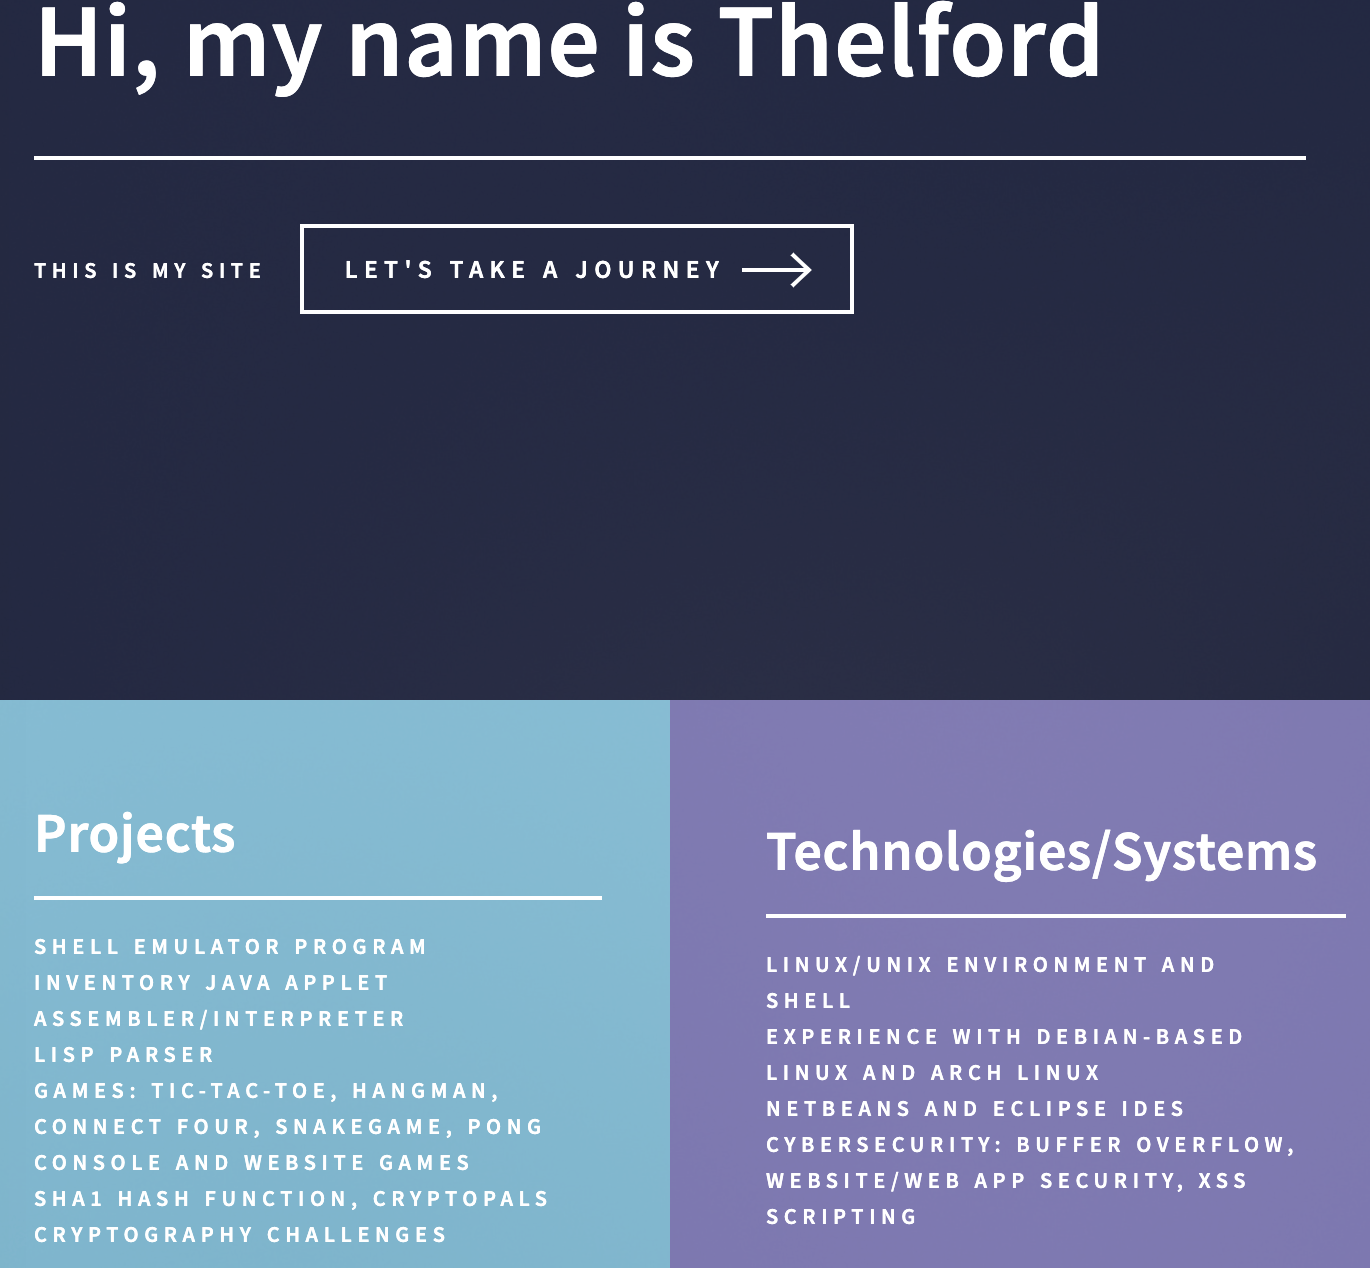 Hi, my name is Thelford
THIS IS MY SITE
LET'S TAKE A JOURNEY
Projects
SHELL EMULATOR PROGRAM
INVENTORY JAVA APPLET
ASSEMBLER/INTERPRETER
LISP PARSER
GAMES: TIC-TAC-TOE, HANGMAN,
CONNECT FOUR, SNAKEGAME, PONG
CONSOLE AND WEBSITE GAMES
SHA1 HASH FUNCTION, CRYPTOPALS
CRYPTOGRAPHY CHALLENGES
Technologies/Systems
LINUX/UNIX ENVIRONMENT AND
SHELL
EXPERIENCE WITH DEBIAN-BASED
LINUX AND ARCH LINUX
NETBEANS AND ECLIPSE IDES
CYBERSECURITY: BUFFER OVERFLOW,
WEBSITE/WEB APP SECURITY, XSS
SCRIPTING